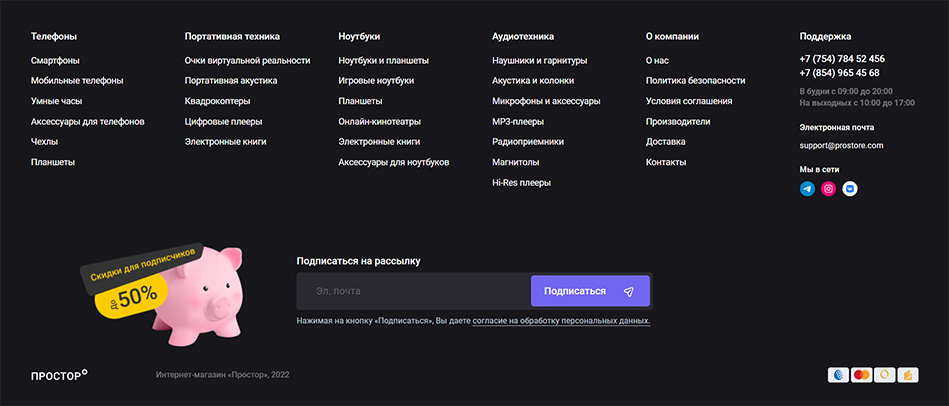 Телефоны
Смартфоны
Мобильные телефоны
Умные часы
Аксессуары для телефонов
Чехлы
Планшеты
Портативная техника
Очки виртуальной реальности
Портативная акустика
Квадрокоптеры
Цифровые плееры
Электронные книги
Ноутбуки
Ноутбуки и планшеты
Игровые ноутбуки
Планшеты
Онлайн-кинотеатры
Электронные книги
Аксессуары для ноутбуков
Аудиотехника
Наушники и гарнитуры
Акустика и колонки
Микрофоны и аксессуары
MP3-плееры
Радиоприемники
Магнитолы
Hi-Res плееры
О компании
О нас
Политика безопасности
Условия соглашения
Производители
Доставка
Контакты
Поддержка
+7 (754) 784 52 456
+7 (854) 965 45 68
В будни с 09:00 до 20:00
На выходных с 10:00 до 17:00
Электронная почта
support@prostore.com
Мы в сети
Скидки для подписчиков
до 50%
Подписаться на рассылку
Эл. почта
Подписаться
Нажимая на кнопку «Подписаться», Вы даете согласие на обработку персональных данных.
ПРОСТОР
Интернет-магазин «Простор», 2022